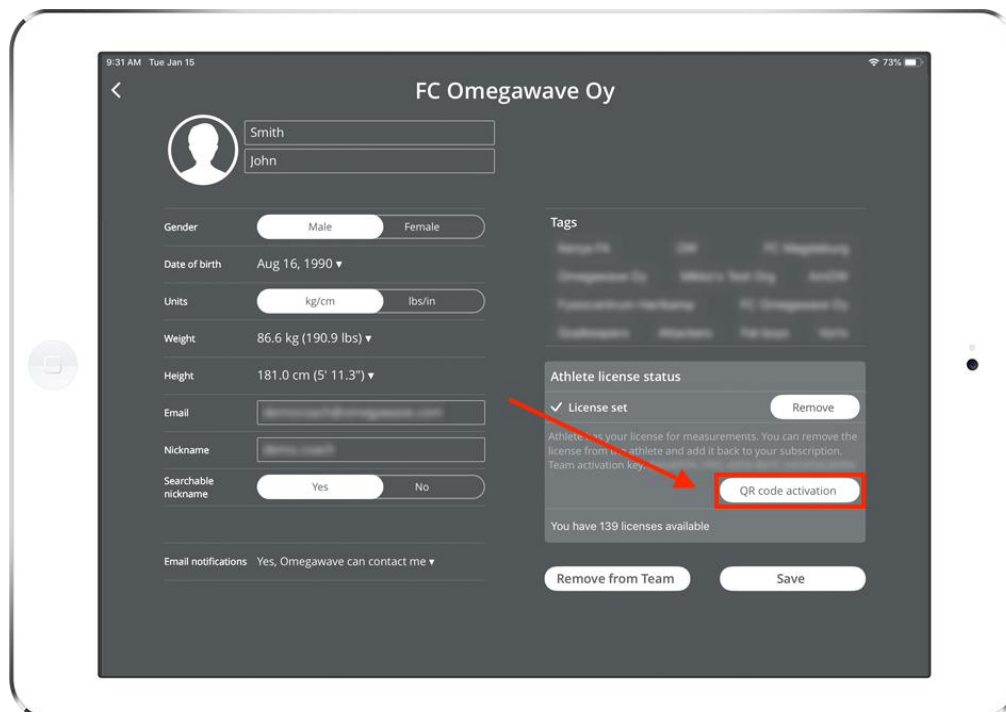 9:31 AM Tue Jan 15
73%
FC Omegawave Oy
Smith
John
Gender
Male
Female
Date of birth
Aug 16, 1990 ▾
Units
kg/cm
lbs/in
Weight
86.6 kg (190.9 lbs) ▾
Height
181.0 cm (5' 11.3") ▾
Email
Nickname
Searchable
nickname
Yes
No
Email notifications
Yes, Omegawave can contact me ▾
Tags
Athlete license status
✓ License set
Remove
Athlete has your license for measurements. You can remove the
license from the athlete and add it back to your subscription.
Team activation key:
QR code activation
You have 139 licenses available
Remove from Team
Save